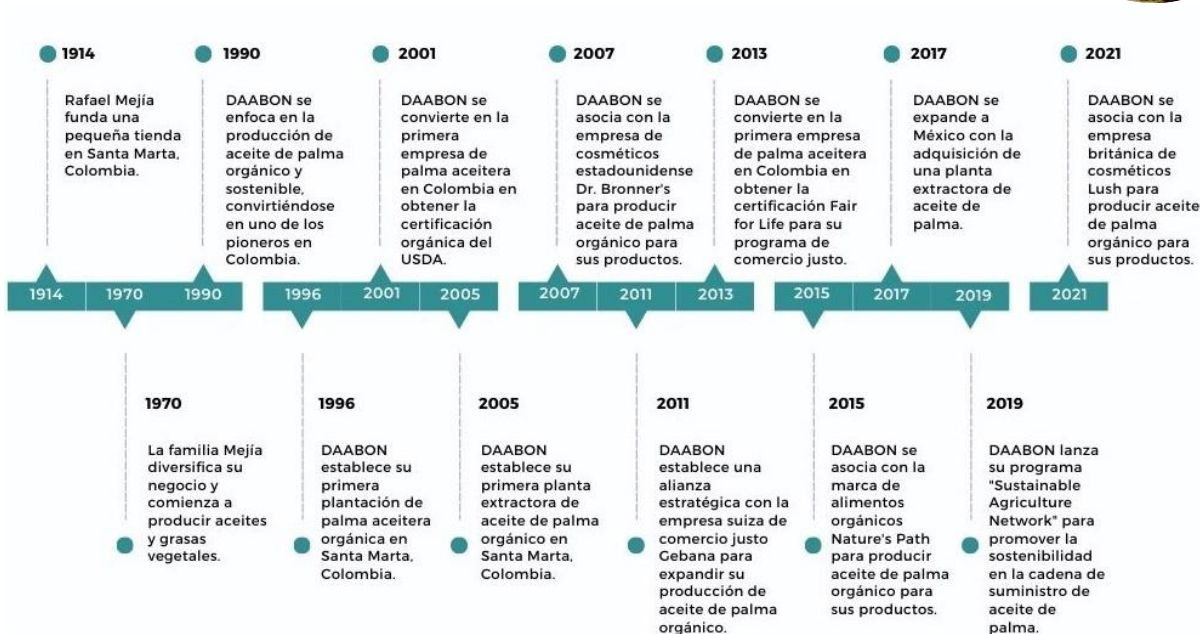 1914
Rafael Mejía
funda una
pequeña tienda
en Santa Marta,
Colombia.
1990
DAABON se
enfoca en la
producción de
aceite de palma
orgánico y
sostenible,
convirtiéndose
en uno de los
pioneros en
Colombia.
2001
DAABON se
convierte en la
primera
empresa de
palma aceitera
en Colombia en
obtener la
certificación
orgánica del
USDA.
2007
DAABON se
asocia con la
empresa de
cosméticos
estadounidense
Dr. Bronner's
para producir
aceite de palma
orgánico para
sus productos.
2013
DAABON se
convierte en la
primera empresa
de palma aceitera
en Colombia en
obtener la
certificación Fair
for Life para su
programa de
comercio justo.
2017
DAABON se
expande a
México con la
adquisición de
una planta
extractora de
aceite de
palma.
2021
DAABON se
asocia con la
empresa
británica de
cosméticos
Lush para
producir aceite
de palma
orgánico para
sus productos.
1914 1970 1990 1996 2001 2005 2007 2011 2013 2015 2017 2019 2021
1970
La familia Mejía
diversifica su
negocio y
comienza a
producir aceites
y grasas
vegetales.
1996
DAABON
establece su
primera
plantación de
palma aceitera
orgánica en
Santa Marta,
Colombia.
2005
DAABON
establece su
primera planta
extractora de
aceite de palma
orgánico en
Santa Marta,
Colombia.
2011
DAABON
establece una
alianza
estratégica con la
empresa suiza de
comercio justo
Gebana para
expandir su
producción de
aceite de palma
orgánico.
2015
DAABON se
asocia con la
marca de
alimentos
orgánicos
Nature's Path
para producir
aceite de palma
orgánico para
sus productos.
2019
DAABON lanza
su programa
"Sustainable
Agriculture
Network" para
promover la
sostenibilidad
en la cadena de
suministro de
aceite de
palma.